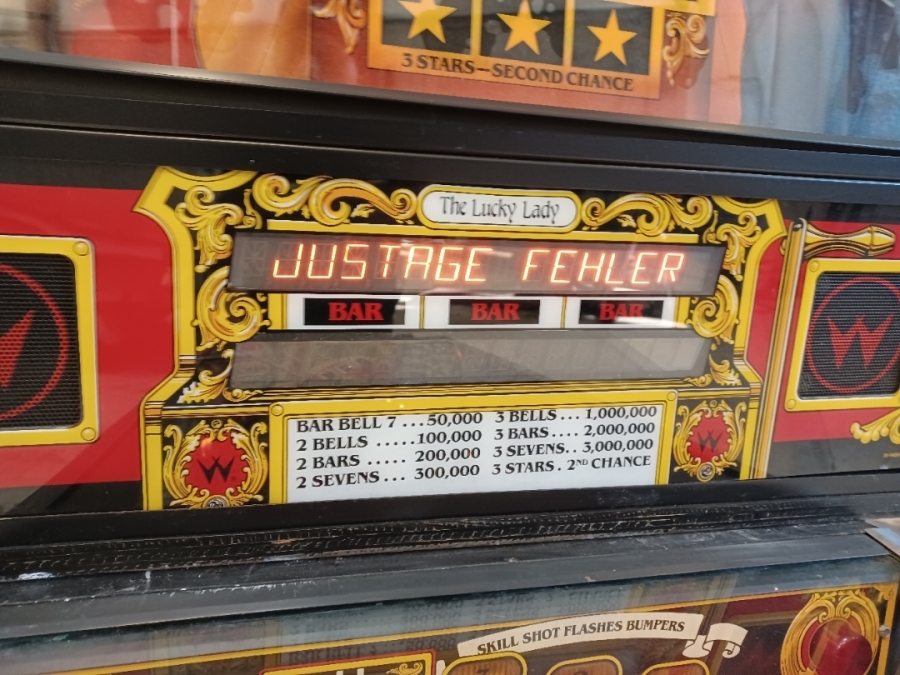 3 STARS—SECOND CHANCE
The Lucky Lady
JUSTAGE FEHLER
BAR BAR BAR
BAR BELL 7 ... 50,000 3 BELLS ... 1,000,000
2 BELLS ..... 100,000 3 BARS .... 2,000,000
2 BARS ..... 200,000 3 SEVENS .. 3,000,000
2 SEVENS ... 300,000 3 STARS . 2ND CHANCE
SKILL SHOT FLASHES BUMPERS